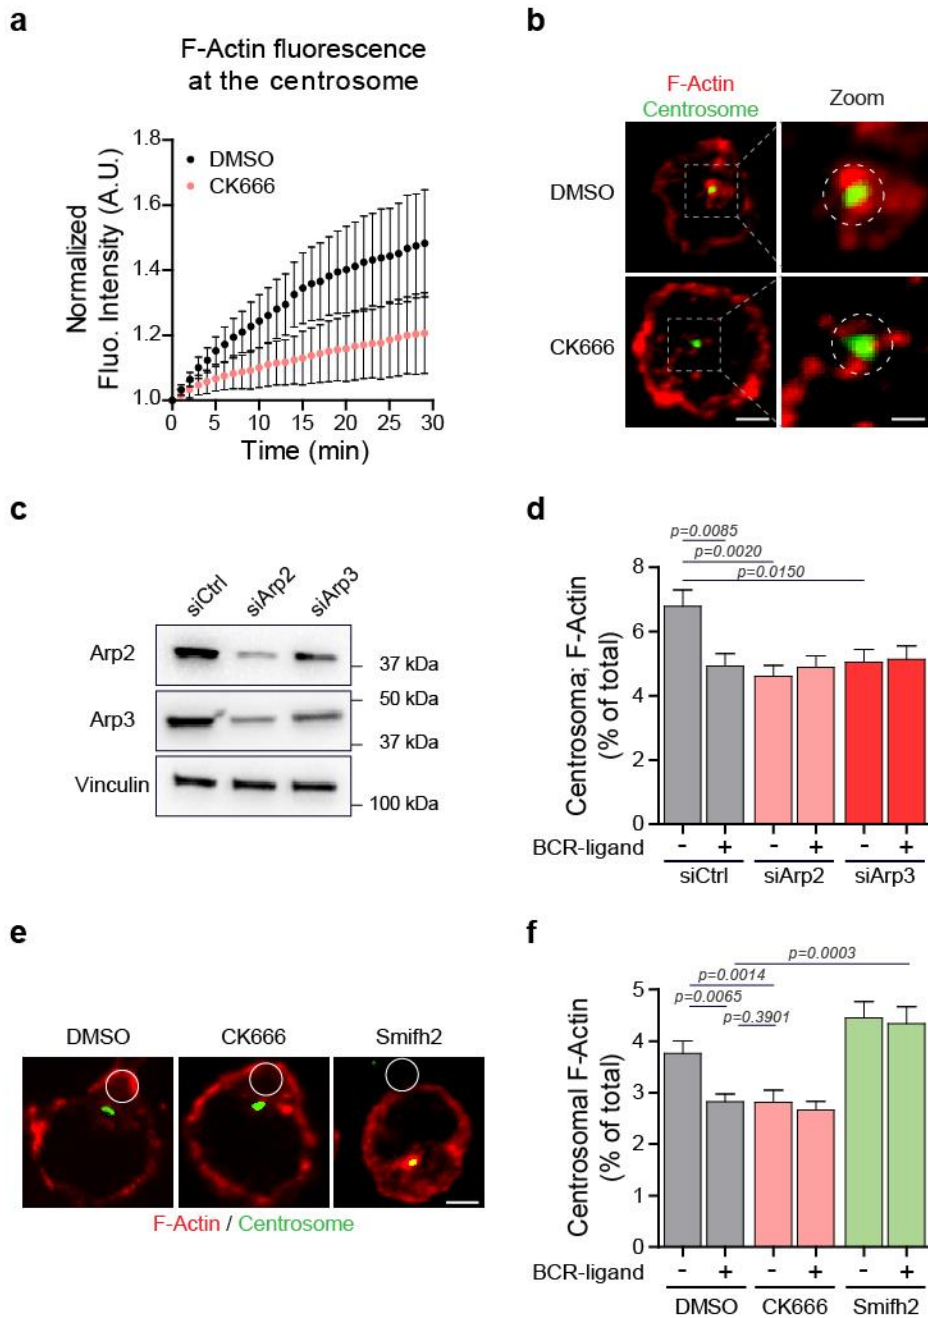 a
F-Actin fluorescence
at the centrosome
Normalized
Fluo. Intensity (A.U.)
1.8
1.6
1.4
1.2
1.0
DMSO
CK666
0 5 10 15 20 25 30
Time (min)
b
F-Actin
Centrosome
Zoom
DMSO
CK666
c
siCtrl siArp2 siArp3
Arp2
37 kDa
50 kDa
Arp3
37 kDa
Vinculin
100 kDa
d
Centrosoma; F-Actin
(% of total)
p=0.0085
p=0.0020
p=0.0150
8
6
4
2
0
BCR-ligand - + - + - +
siCtrl siArp2 siArp3
e
DMSO CK666 Smifh2
F-Actin / Centrosome
f
Centrosomal F-Actin
(% of total)
p=0.0003
p=0.0014
p=0.0065
p=0.3901
5
4
3
2
1
0
BCR-ligand - + - + - +
DMSO CK666 Smifh2